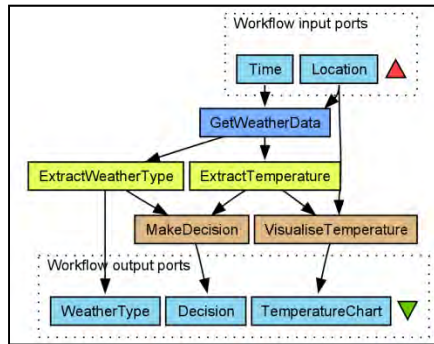 Workflow input ports
Time Location
GetWeatherData
ExtractWeatherType ExtractTemperature
MakeDecision VisualiseTemperature
Workflow output ports
WeatherType Decision TemperatureChart